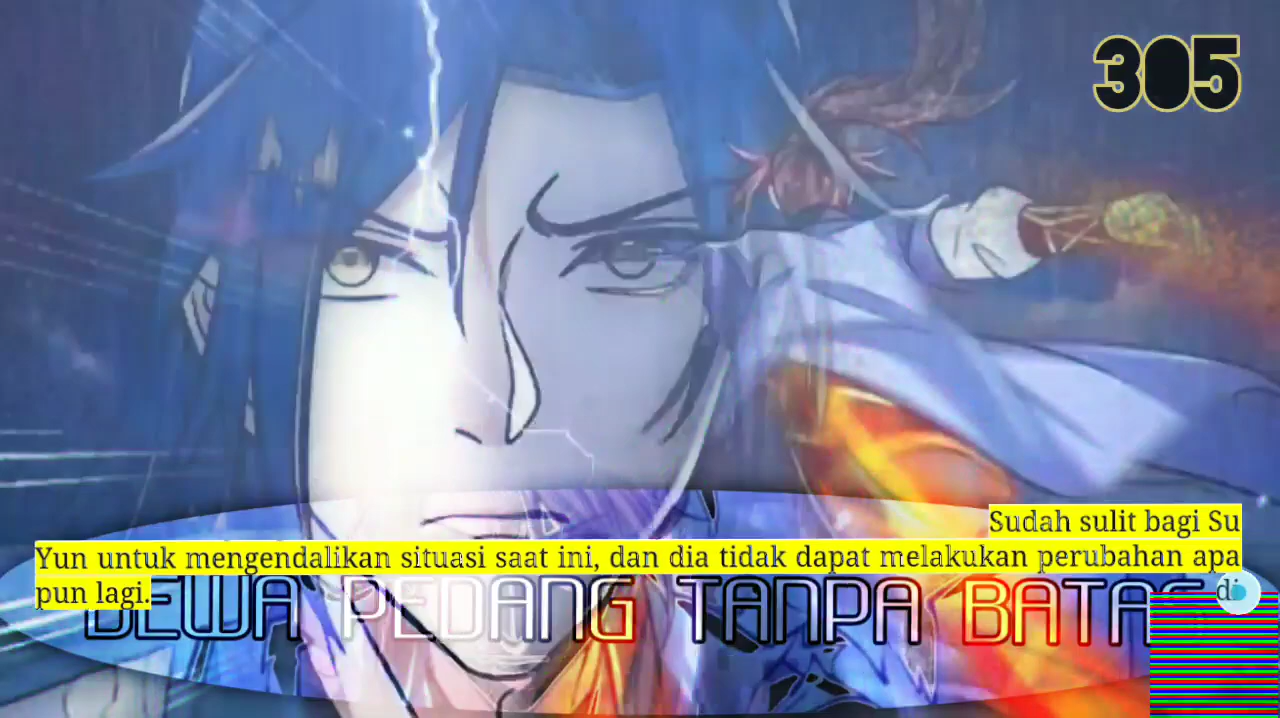 305
Sudah sulit bagi Su
Yun untuk mengendalikan situasi saat ini, dan dia tidak dapat melakukan perubahan apa
pun lagi.
di
DEWA PEDANG TANPA BATAS